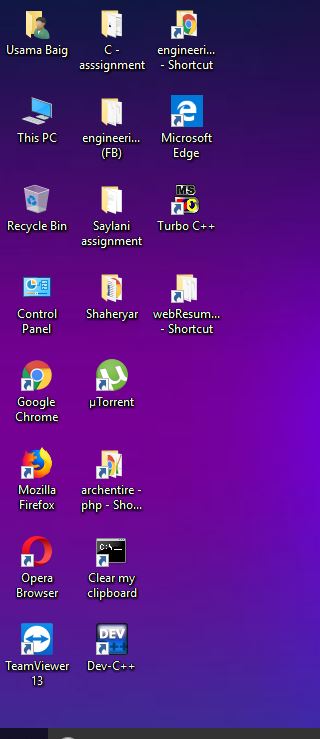 Usama Baig
This PC
Recycle Bin
Control
Panel
Google
Chrome
Mozilla
Firefox
Opera
Browser
TeamViewer
13
C -
asssignment
engineeri...
(FB)
Saylani
assignment
Shaheryar
µTorrent
archentire -
php - Sho...
C:\_
Clear my
clipboard
DEV
Dev-C++
engineeri...
- Shortcut
Microsoft
Edge
MS
Turbo C++
webResum...
- Shortcut